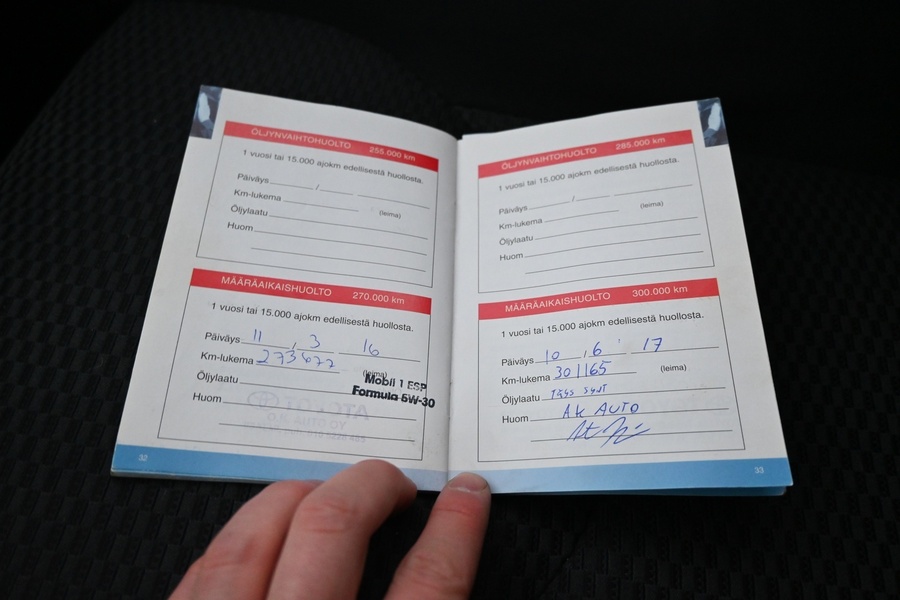 ÖLJYNVAIHTOHUOLTO 255.000 km
1 vuosi tai 15.000 ajokm edellisestä huollosta.
Päiväys / 
Km-lukema (leima)
Öljylaatu
Huom
MÄÄRÄAIKAISHUOLTO 270.000 km
1 vuosi tai 15.000 ajokm edellisestä huollosta.
Päiväys 11 / 3 16
Km-lukema 273622 (leima)
Mobil 1 ESP
Öljylaatu
Formula 5W-30
Huom
32
ÖLJYNVAIHTOHUOLTO 285.000 km
1 vuosi tai 15.000 ajokm edellisestä huollosta.
Päiväys /
Km-lukema (leima)
Öljylaatu
Huom
MÄÄRÄAIKAISHUOLTO 300.000 km
1 vuosi tai 15.000 ajokm edellisestä huollosta.
Päiväys 10 / 6 17
Km-lukema 301165 (leima)
Öljylaatu TÄYS SYNT
Huom AK AUTO
33